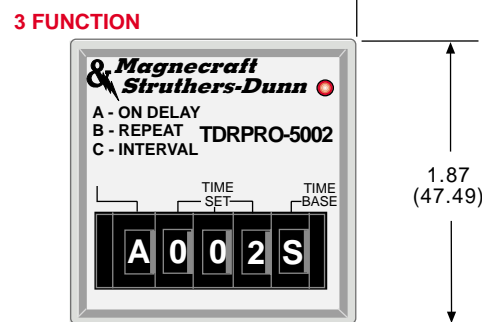 3 FUNCTION
& Magnecraft
Struthers-Dunn
A - ON DELAY
B - REPEAT
C - INTERVAL
TDRPRO-5002
TIME SET
TIME BASE
A 0 0 2 S
1.87
(47.49)